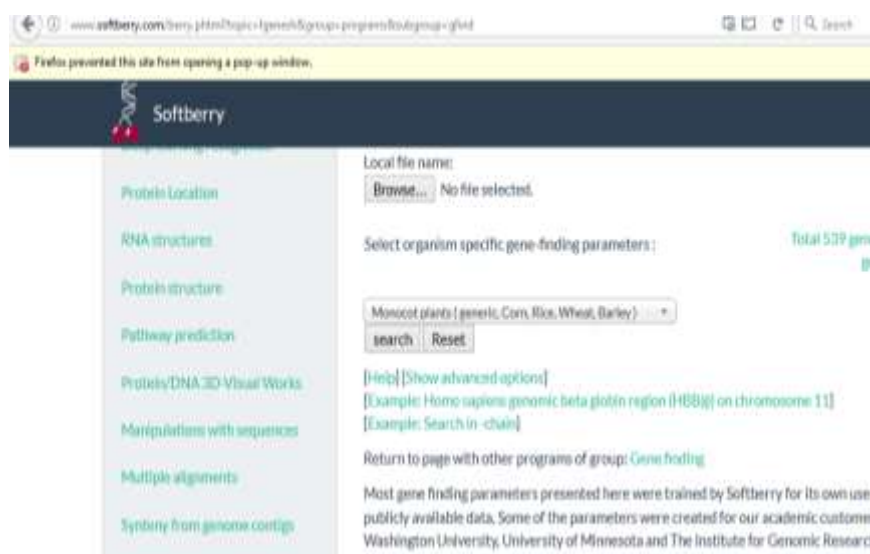 www.softberry.com/berry.phtml?topic=fgenesh&group=programs&subgroup=gfind
Search
Firefox prevented this site from opening a pop-up window.
Softberry
Local file name:
Browse... No file selected.
Protein Location
RNA structures
Select organism specific gene-finding parameters :
Total 539
Protein structure
Monocot plants ( generic, Corn, Rice, Wheat, Barley )
Pathway prediction
search Reset
Protein/DNA 3D-Visual Works
[Help] [Show advanced options]
[Example: Homo sapiens genomic beta globin region (HBB@) on chromosome 11]
Manipulations with sequences
[Example: Search in -chain]
Return to page with other programs of group: Gene finding
Multiple alignments
Most gene finding parameters presented here were trained by Softberry for its own use
Synteny from genome contigs
publicly available data. Some of the parameters were created for our academic custome
Washington University, University of Minnesota and The Institute for Genomic Researc